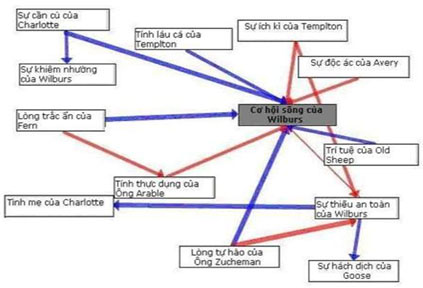 Sự cần cù của
Charlotte
Tính láu cá của
Templton
Sự ích kỉ của Templton
Sự độc ác của Avery
Sự khiêm nhường
của Wilburs
Cơ hội sống của
Wilburs
Lòng trắc ẩn của
Fern
Trí tuệ của Old
Sheep
Tính thực dụng của
Ông Arable
Tình mẹ của Charlotte
Sự thiếu an toàn
của Wilburs
Lòng tự hào của
Ông Zucheman
Sự hách dịch của
Goose